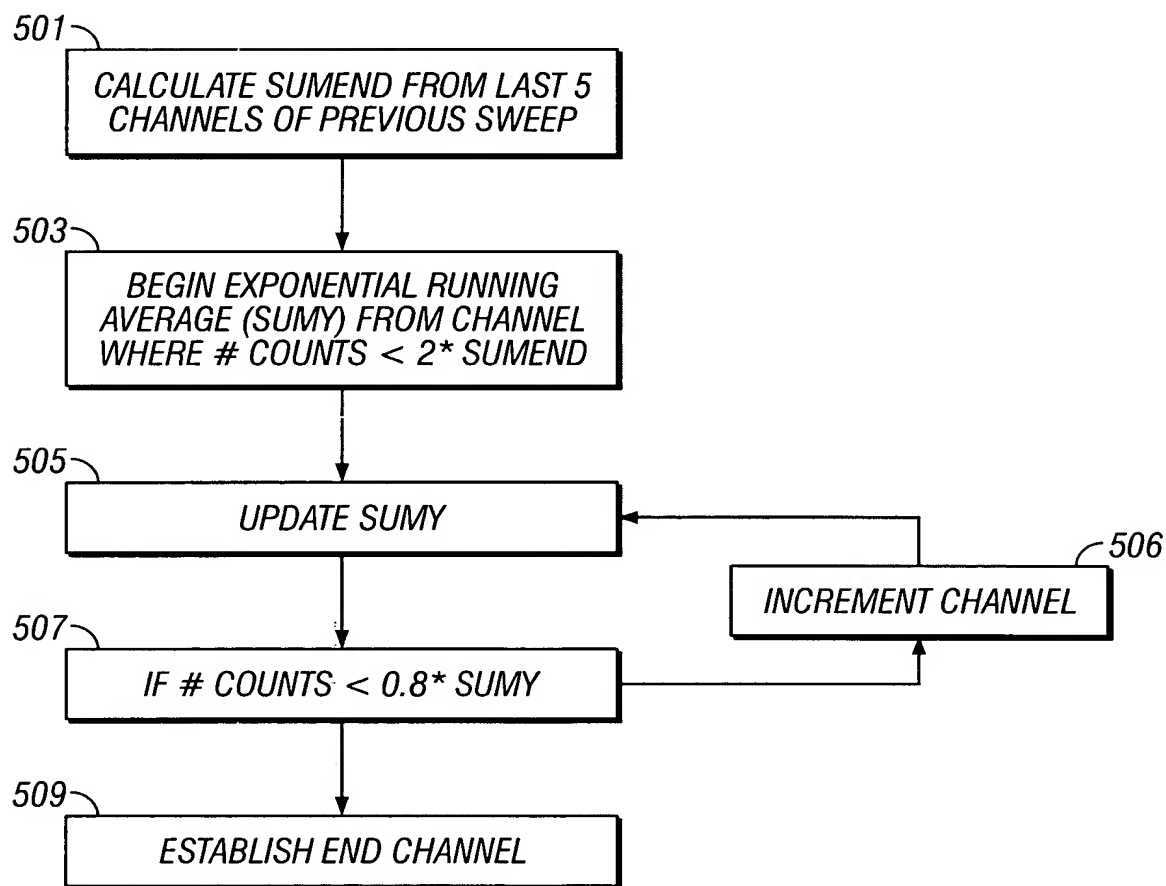 501
CALCULATE SUMEND FROM LAST 5
CHANNELS OF PREVIOUS SWEEP
503
BEGIN EXPONENTIAL RUNNING
AVERAGE (SUMY) FROM CHANNEL
WHERE # COUNTS < 2* SUMEND
505
UPDATE SUMY
506
INCREMENT CHANNEL
507
IF # COUNTS < 0.8* SUMY
509
ESTABLISH END CHANNEL